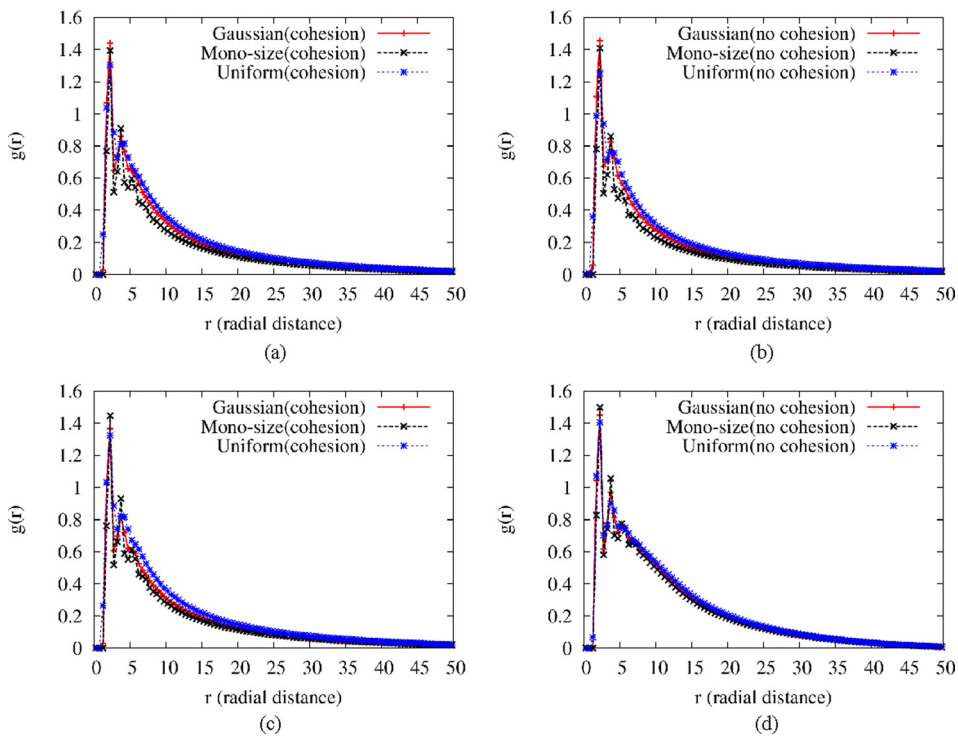 1.6
1.4
1.2
1
0.8
0.6
0.4
0.2
0
g(r)
Gaussian(cohesion)
Mono-size(cohesion)
Uniform(cohesion)
0 5 10 15 20 25 30 35 40 45 50
r (radial distance)
(a)
1.6
1.4
1.2
1
0.8
0.6
0.4
0.2
0
g(r)
Gaussian(no cohesion)
Mono-size(no cohesion)
Uniform(no cohesion)
0 5 10 15 20 25 30 35 40 45 50
r (radial distance)
(b)
1.6
1.4
1.2
1
0.8
0.6
0.4
0.2
0
g(r)
Gaussian(cohesion)
Mono-size(cohesion)
Uniform(cohesion)
0 5 10 15 20 25 30 35 40 45 50
r (radial distance)
(c)
1.6
1.4
1.2
1
0.8
0.6
0.4
0.2
0
g(r)
Gaussian(no cohesion)
Mono-size(no cohesion)
Uniform(no cohesion)
0 5 10 15 20 25 30 35 40 45 50
r (radial distance)
(d)